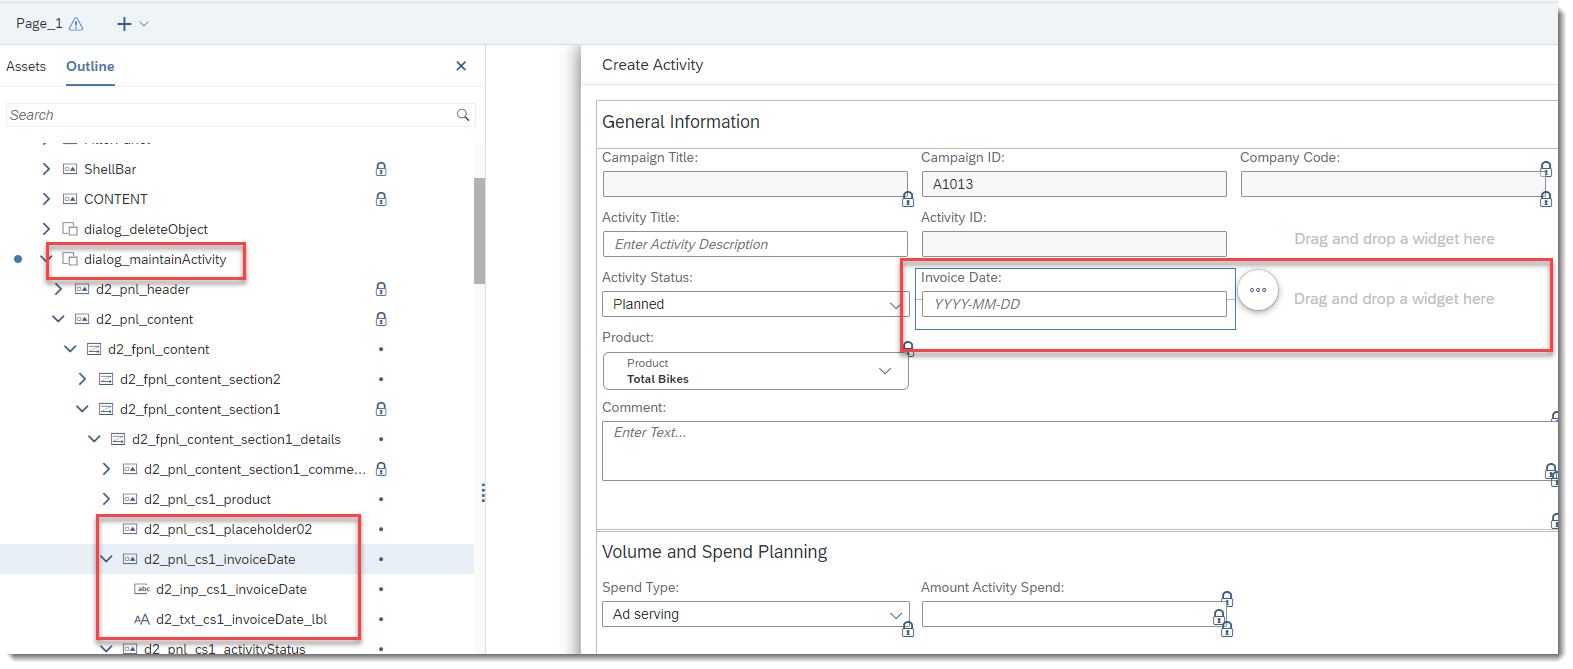 Page_1
Assets Outline
Search
ShellBar
CONTENT
dialog_deleteObject
dialog_maintainActivity
d2_pnl_header
d2_pnl_content
d2_fpnl_content
d2_fpnl_content_section2
d2_fpnl_content_section1
d2_fpnl_content_section1_details
d2_pnl_content_section1_comme...
d2_pnl_cs1_product
d2_pnl_cs1_placeholder02
d2_pnl_cs1_invoiceDate
abc d2_inp_cs1_invoiceDate
AA d2_txt_cs1_invoiceDate_lbl
d2_pnl_cs1_activityStatus
Create Activity
General Information
Campaign Title: Campaign ID: Company Code:
A1013
Activity Title: Activity ID:
Enter Activity Description Drag and drop a widget here
Activity Status: Invoice Date:
Planned YYYY-MM-DD Drag and drop a widget here
Product:
Product
Total Bikes
Comment:
Enter Text...
Volume and Spend Planning
Spend Type: Amount Activity Spend:
Ad serving